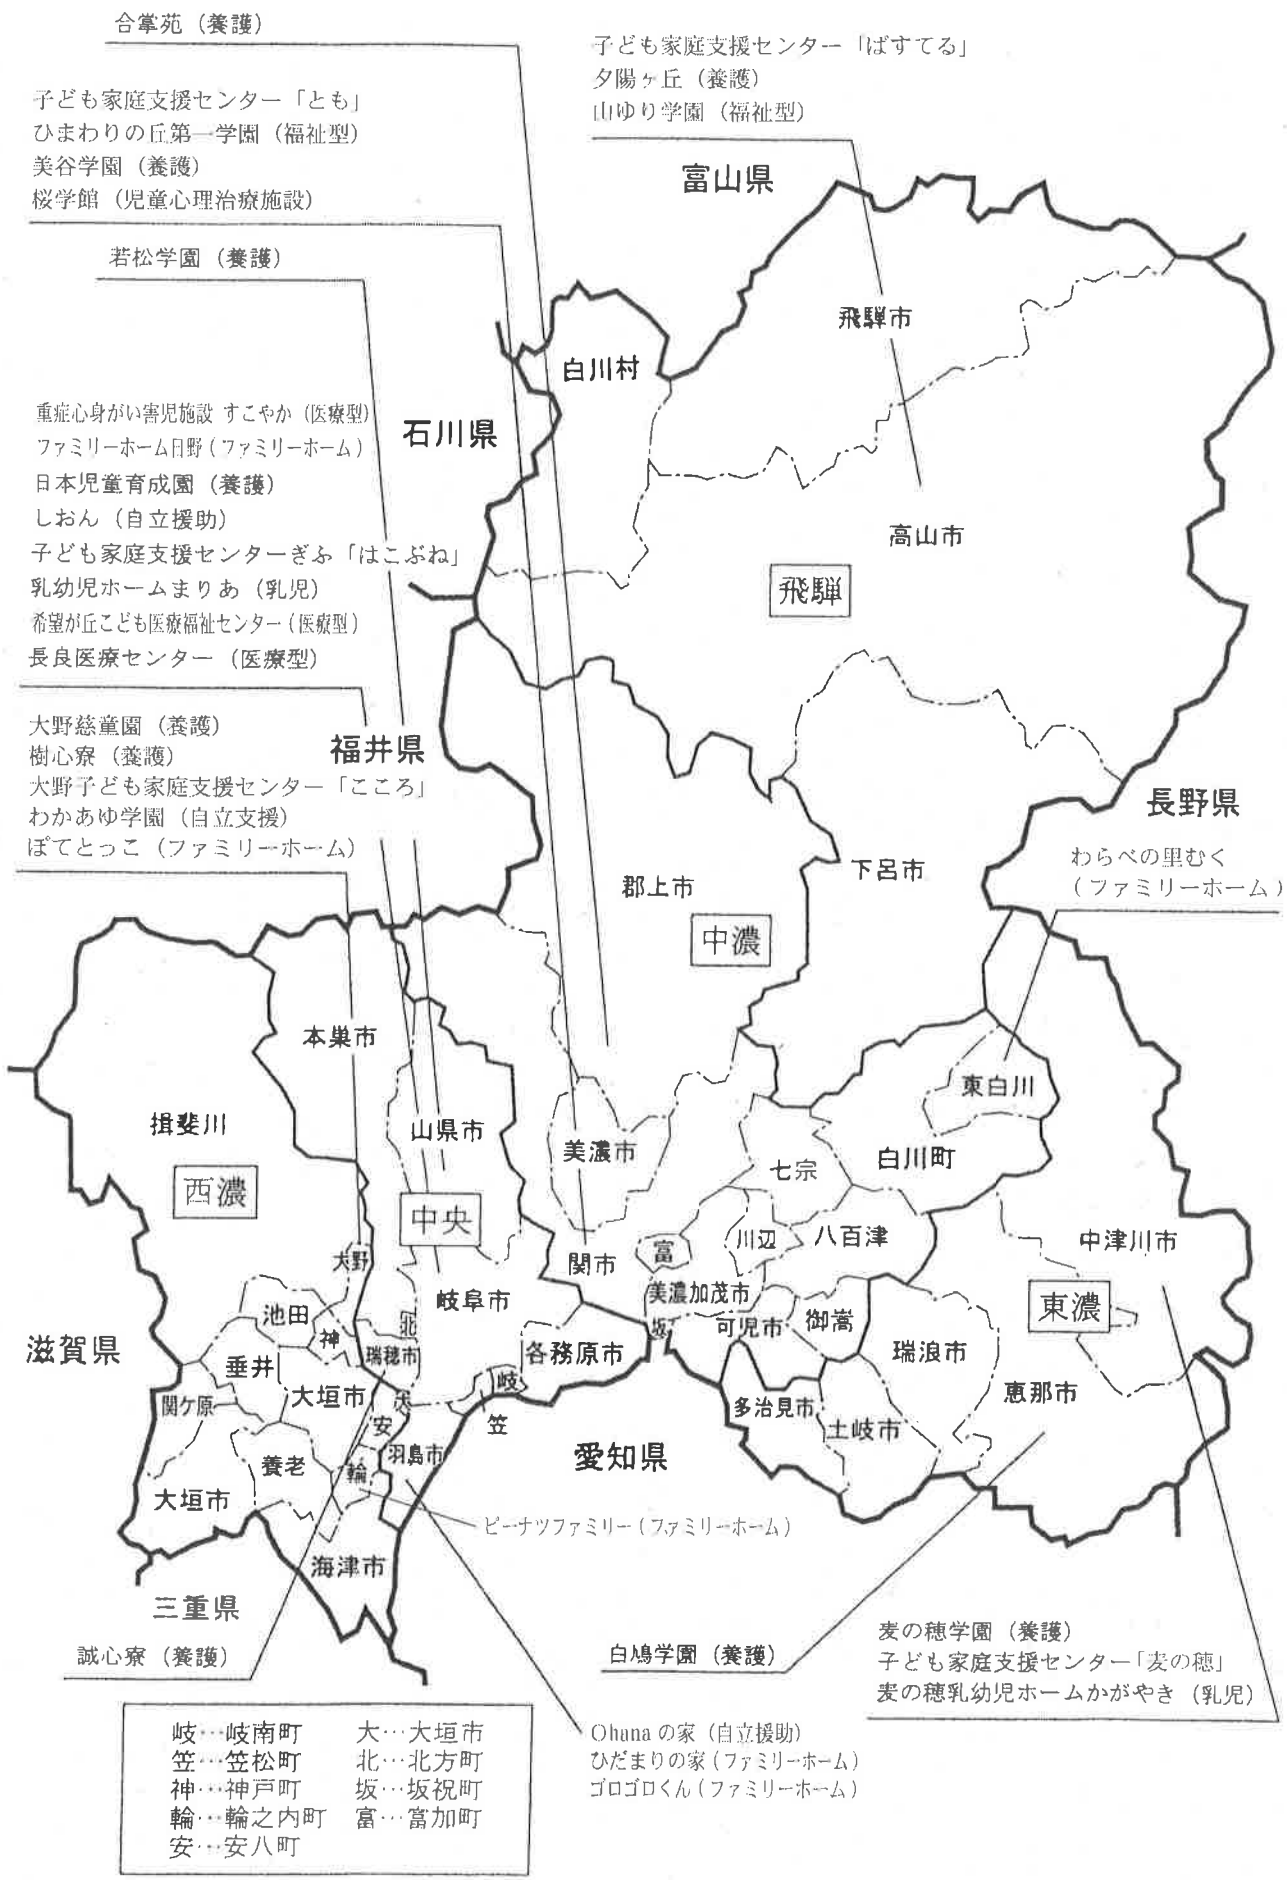 合掌苑（養護）
子ども家庭支援センター「ぱすてる」
夕陽ヶ丘（養護）
山ゆり学園（福祉型）
子ども家庭支援センター「とも」
ひまわりの丘第一学園（福祉型）
美谷学園（養護）
桜学館（児童心理治療施設）
若松学園（養護）
重症心身がい害児施設 すこやか（医療型）
ファミリーホーム日野（ファミリーホーム）
日本児童育成園（養護）
しおん（自立援助）
子ども家庭支援センターぎふ「はこぶね」
乳幼児ホームまりあ（乳児）
希望が丘こども医療福祉センター（医療型）
長良医療センター（医療型）
大野慈童園（養護）
樹心寮（養護）
大野子ども家庭支援センター「こころ」
わかあゆ学園（自立支援）
ぽてとっこ（ファミリーホーム）
富山県
飛騨市
白川村
石川県
高山市
飛騨
福井県
長野県
わらべの里むく
（ファミリーホーム）
郡上市
下呂市
中濃
本巣市
東白川
揖斐川
山県市
美濃市
七宗
白川町
西濃
中央
大野
関市
富
川辺
八百津
中津川市
池田
神
北
岐阜市
美濃加茂市
東濃
滋賀県
垂井
瑞穂市
各務原市
坂
可児市
御嵩
瑞浪市
関ケ原
大垣市
大
岐
恵那市
安
笠
多治見市
土岐市
養老
輪
羽島市
愛知県
大垣市
ピーナツファミリー（ファミリーホーム）
海津市
三重県
誠心寮（養護）
白鳩学園（養護）
麦の穂学園（養護）
子ども家庭支援センター「麦の穂」
麦の穂乳幼児ホームかがやき（乳児）
Ohanaの家（自立援助）
ひだまりの家（ファミリーホーム）
ゴロゴロくん（ファミリーホーム）
岐…岐南町 大…大垣市
笠…笠松町 北…北方町
神…神戸町 坂…坂祝町
輪…輪之内町 富…富加町
安…安八町